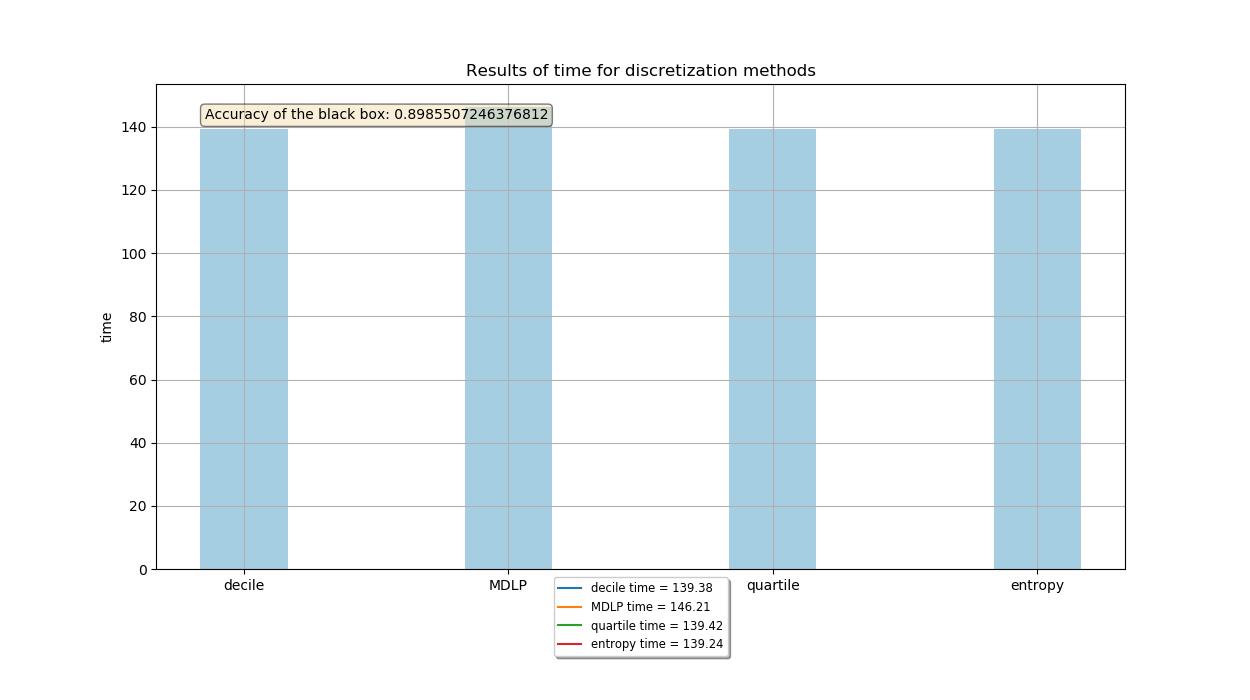 Results of time for discretization methods
Accuracy of the black box: 0.8985507246376812
140
120
100
80
60
40
20
0
time
decile MDLP quartile entropy
decile time = 139.38
MDLP time = 146.21
quartile time = 139.42
entropy time = 139.24